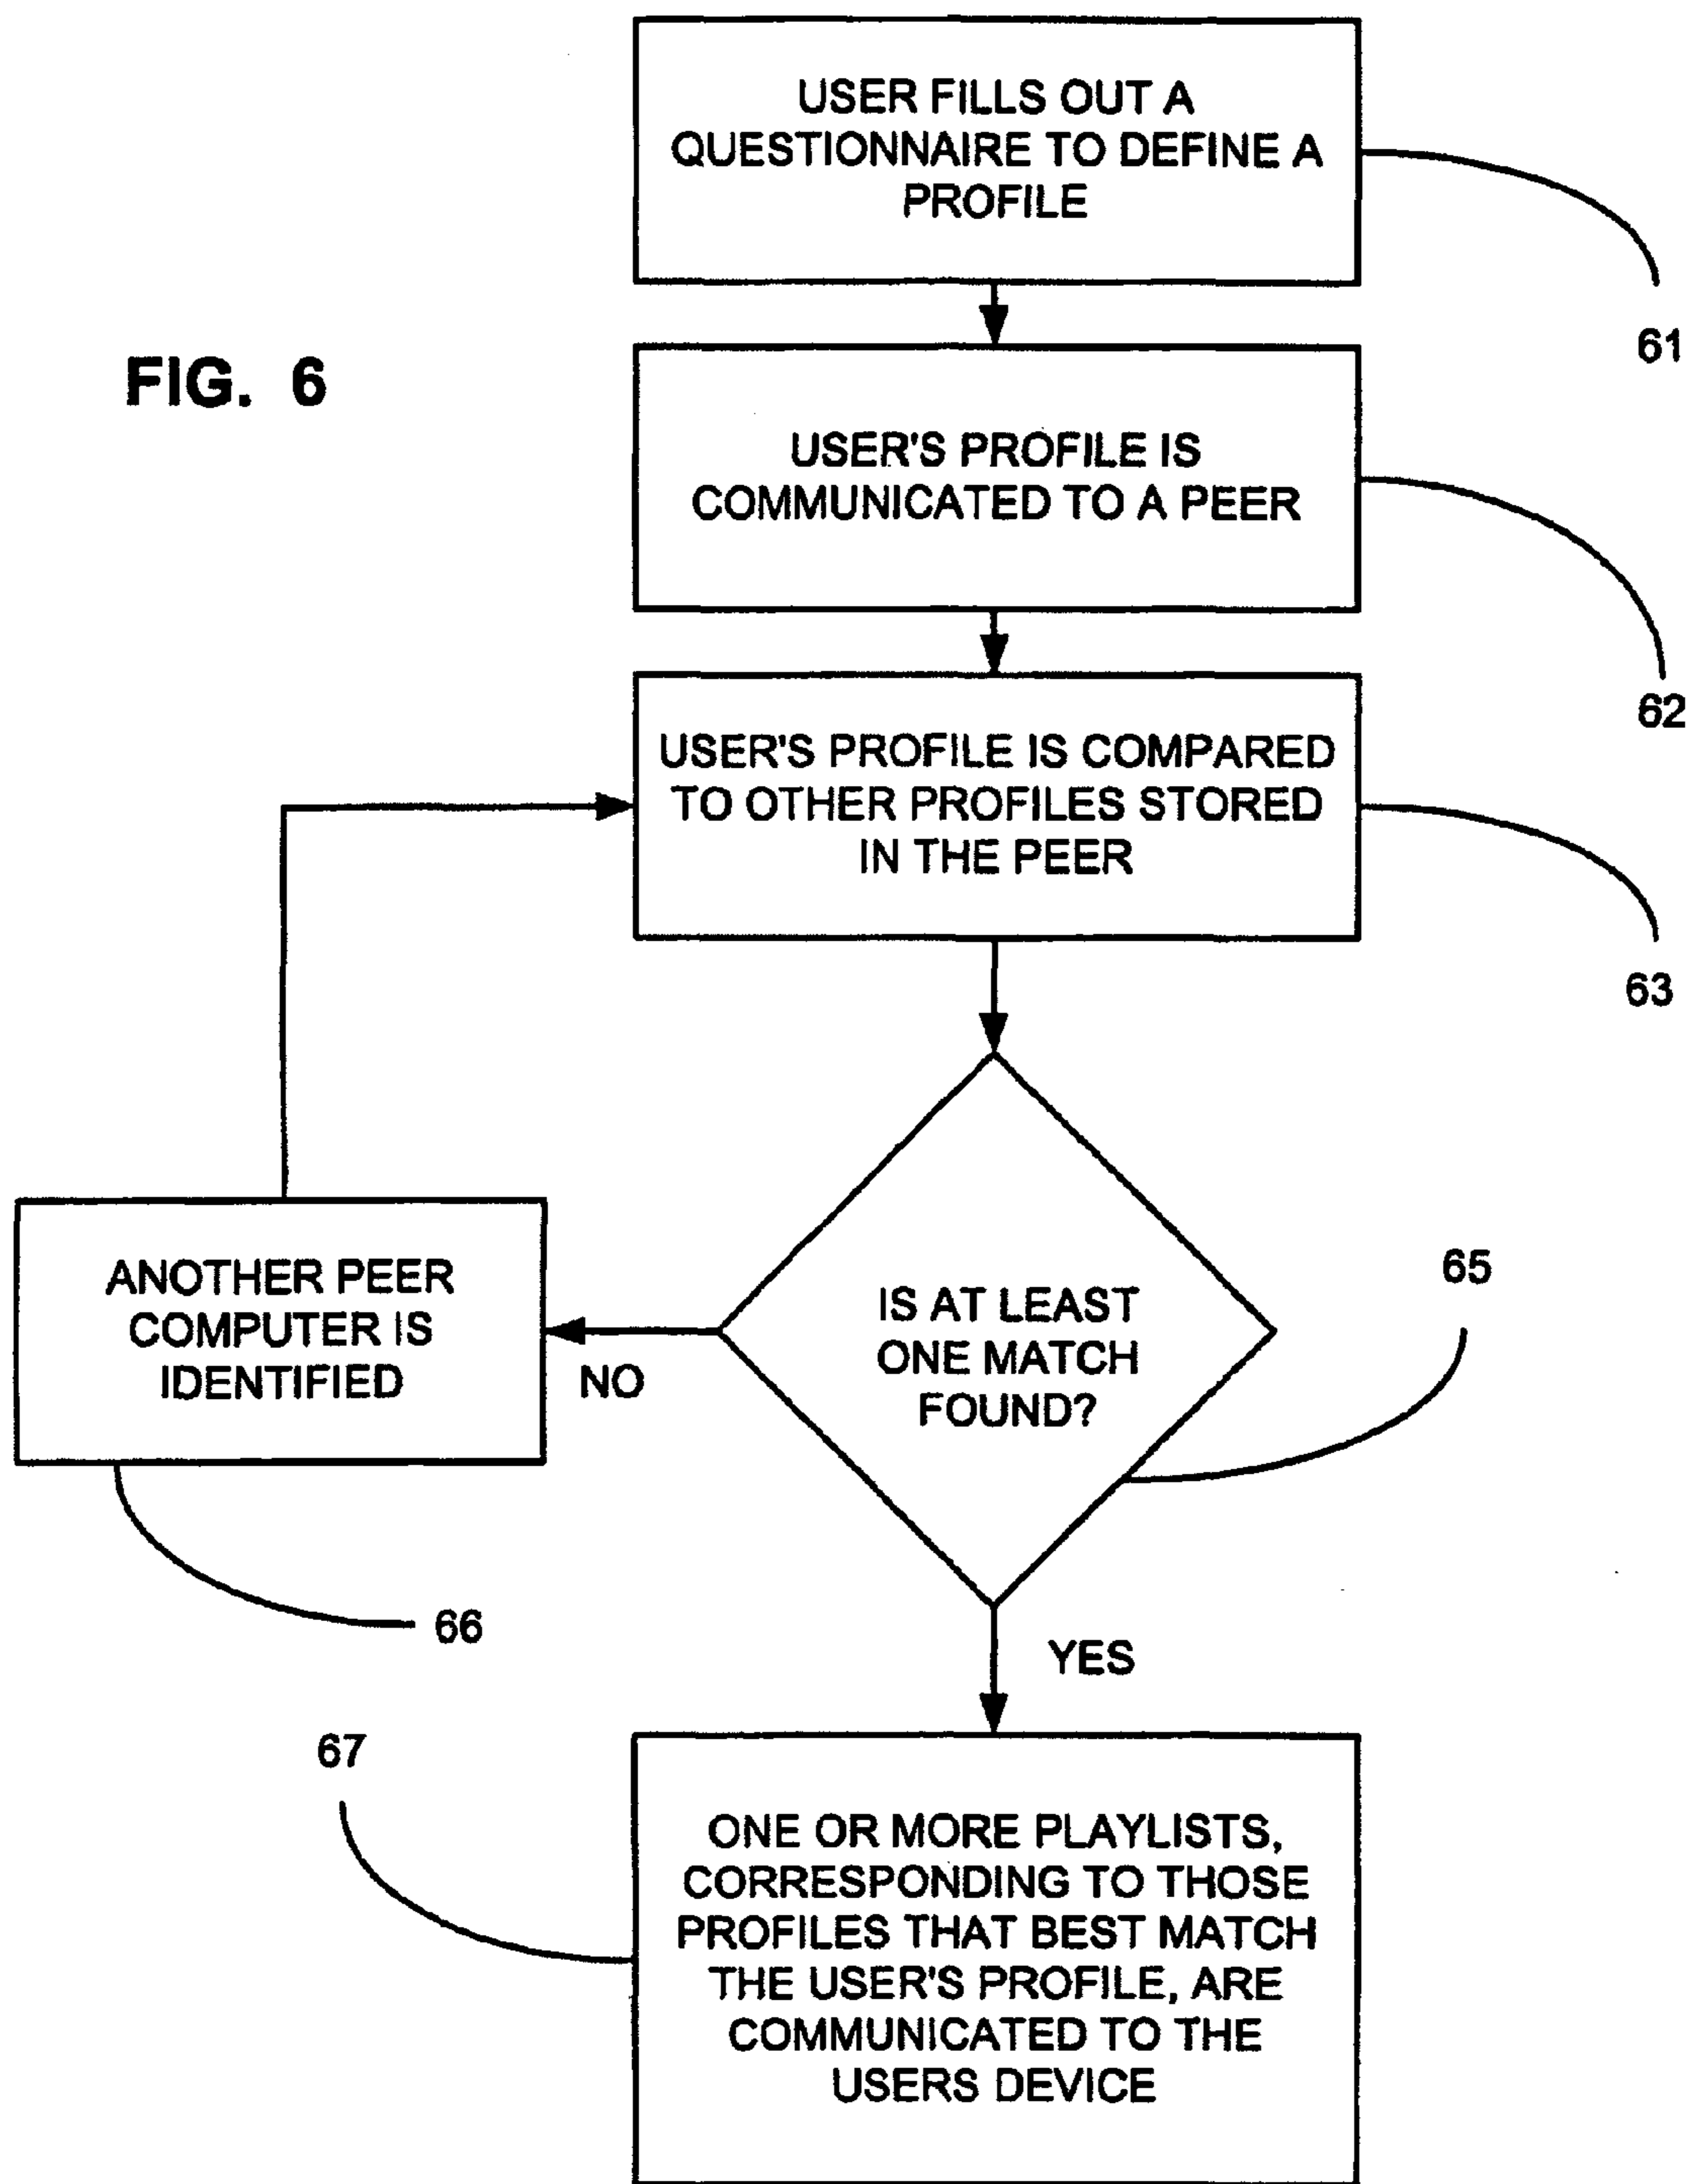 USER FILLS OUT A
QUESTIONNAIRE TO DEFINE A
PROFILE
61
FIG. 6
USER'S PROFILE IS
COMMUNICATED TO A PEER
62
USER'S PROFILE IS COMPARED
TO OTHER PROFILES STORED
IN THE PEER
63
ANOTHER PEER
COMPUTER IS
IDENTIFIED
66
NO
IS AT LEAST
ONE MATCH
FOUND?
65
YES
67
ONE OR MORE PLAYLISTS,
CORRESPONDING TO THOSE
PROFILES THAT BEST MATCH
THE USER'S PROFILE, ARE
COMMUNICATED TO THE
USERS DEVICE